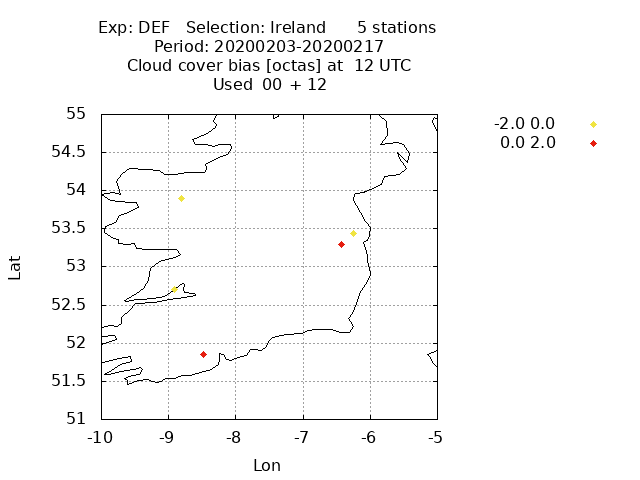 Exp: DEF   Selection: Ireland      5 stations
Period: 20200203-20200217
Cloud cover bias [octas] at  12 UTC
Used  00 + 12
-2.0 0.0
0.0 2.0
55
54.5
54
53.5
53
52.5
52
51.5
51
Lat
-10 -9 -8 -7 -6 -5
Lon